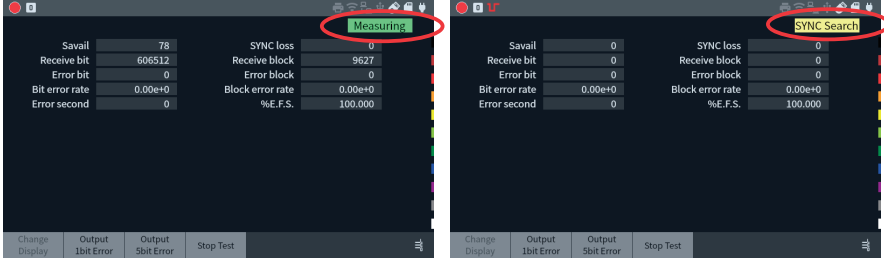 Measuring
Savail 78 SYNC loss 0
Receive bit 606512 Receive block 9627
Error bit 0 Error block 0
Bit error rate 0.00e+0 Block error rate 0.00e+0
Error second 0 %E.F.S. 100.000
Change Display
Output 1bit Error
Output 5bit Error
Stop Test
SYNC Search
Savail 0 SYNC loss 0
Receive bit 0 Receive block 0
Error bit 0 Error block 0
Bit error rate 0.00e+0 Block error rate 0.00e+0
Error second 0 %E.F.S. 100.000
Change Display
Output 1bit Error
Output 5bit Error
Stop Test